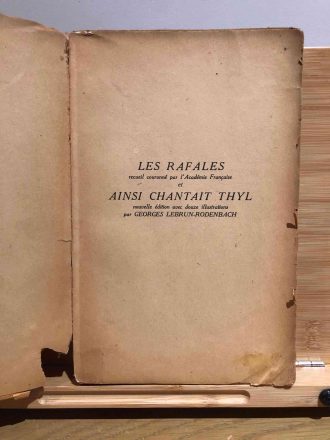 LES RAFALES
recueil couronné par l'Académie Française
et
AINSI CHANTAIT THYL
nouvelle édition avec douze illustrations
par GEORGES LEBRUN-RODENBACH